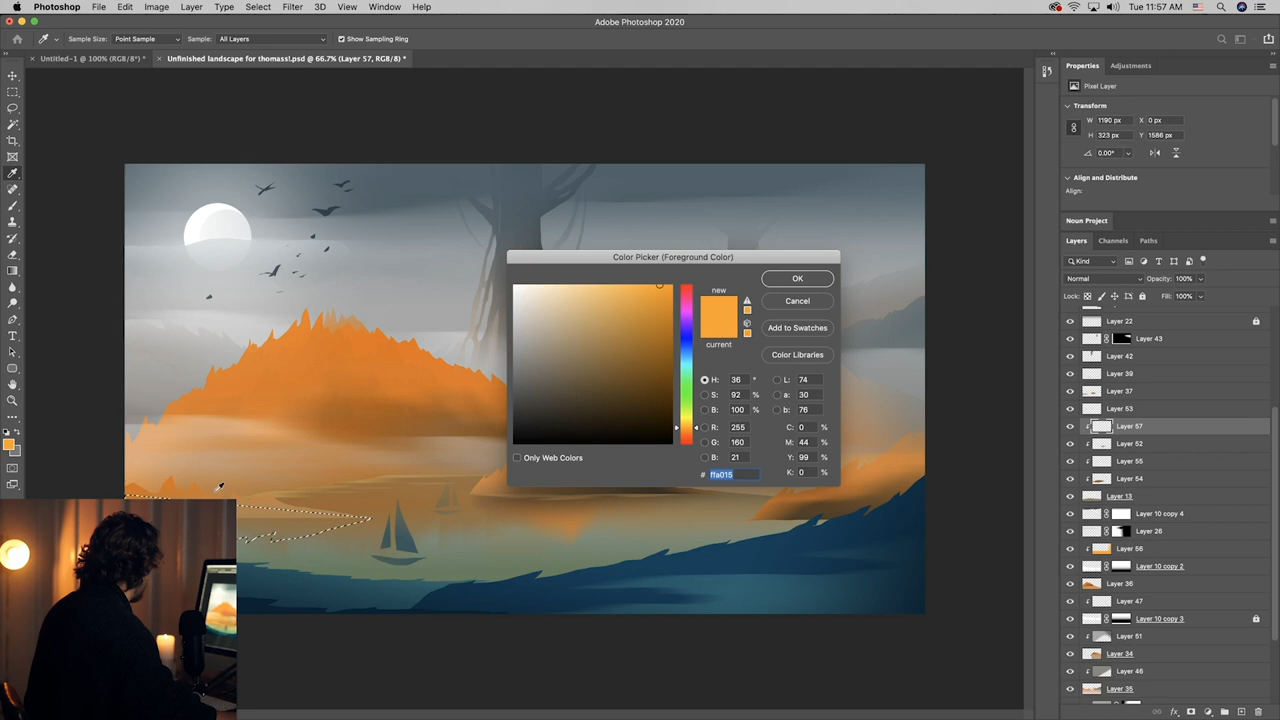 Photoshop File Edit Image Layer Type Select Filter 3D View Window Help Tue 11:57 AM
Adobe Photoshop 2020
Sample Size: Point Sample Sample: All Layers Show Sampling Ring
Untitled-1 @ 100% (RGB/8*) * Unfinished landscape for thomass!.psd @ 66.7% (Layer 57, RGB/8) *
Properties Adjustments
Pixel Layer
Transform
W 1190 px X 0 px
H 323 px Y 1586 px
0.00°
Align and Distribute
Align:
Noun Project
Layers Channels Paths
Kind
Normal Opacity: 100%
Lock: Fill: 100%
Layer 22
Layer 43
Layer 42
Layer 39
Layer 37
Layer 53
Layer 57
Layer 52
Layer 55
Layer 54
Layer 13
Layer 10 copy 4
Layer 26
Layer 56
Layer 10 copy 2
Layer 36
Layer 47
Layer 10 copy 3
Layer 51
Layer 34
Layer 46
Layer 35
Color Picker (Foreground Color)
new
current
OK
Cancel
Add to Swatches
Color Libraries
H: 36 ° L: 74
S: 92 % a: 30
B: 100 % b: 76
R: 255 C: 0 %
G: 160 M: 44 %
B: 21 Y: 99 %
# ffa015 K: 0 %
Only Web Colors